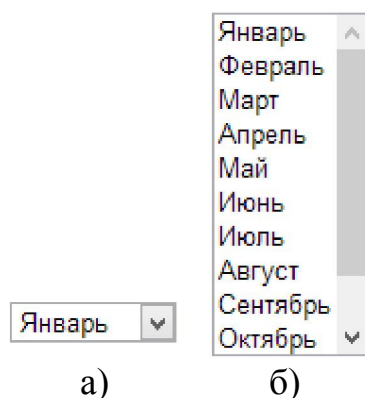 Январь
Февраль
Март
Апрель
Май
Июнь
Июль
Август
Сентябрь
Октябрь
Январь
а)
б)